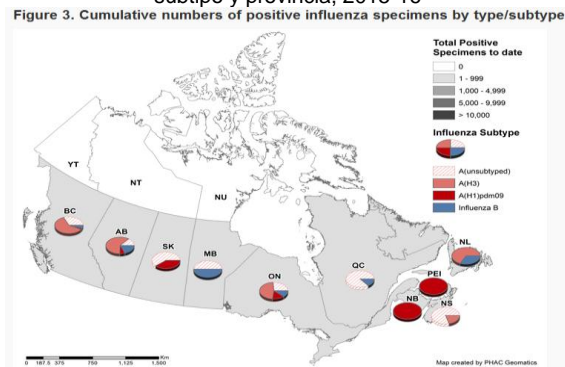 subtipo y provincia, 2015-16
Figure 3. Cumulative numbers of positive influenza specimens by type/subtype
Total Positive
Specimens to date
0
1 - 999
1,000 - 4,999
5,000 - 9,999
> 10,000
Influenza Subtype
A(unsubtyped)
A(H3)
A(H1)pdm09
Influenza B
YT
NT
NU
BC
AB
SK
MB
ON
QC
NL
PEI
NB
NS
0 187.5 375 750 1,125 1,500
Km
Map created by PHAC Geomatics